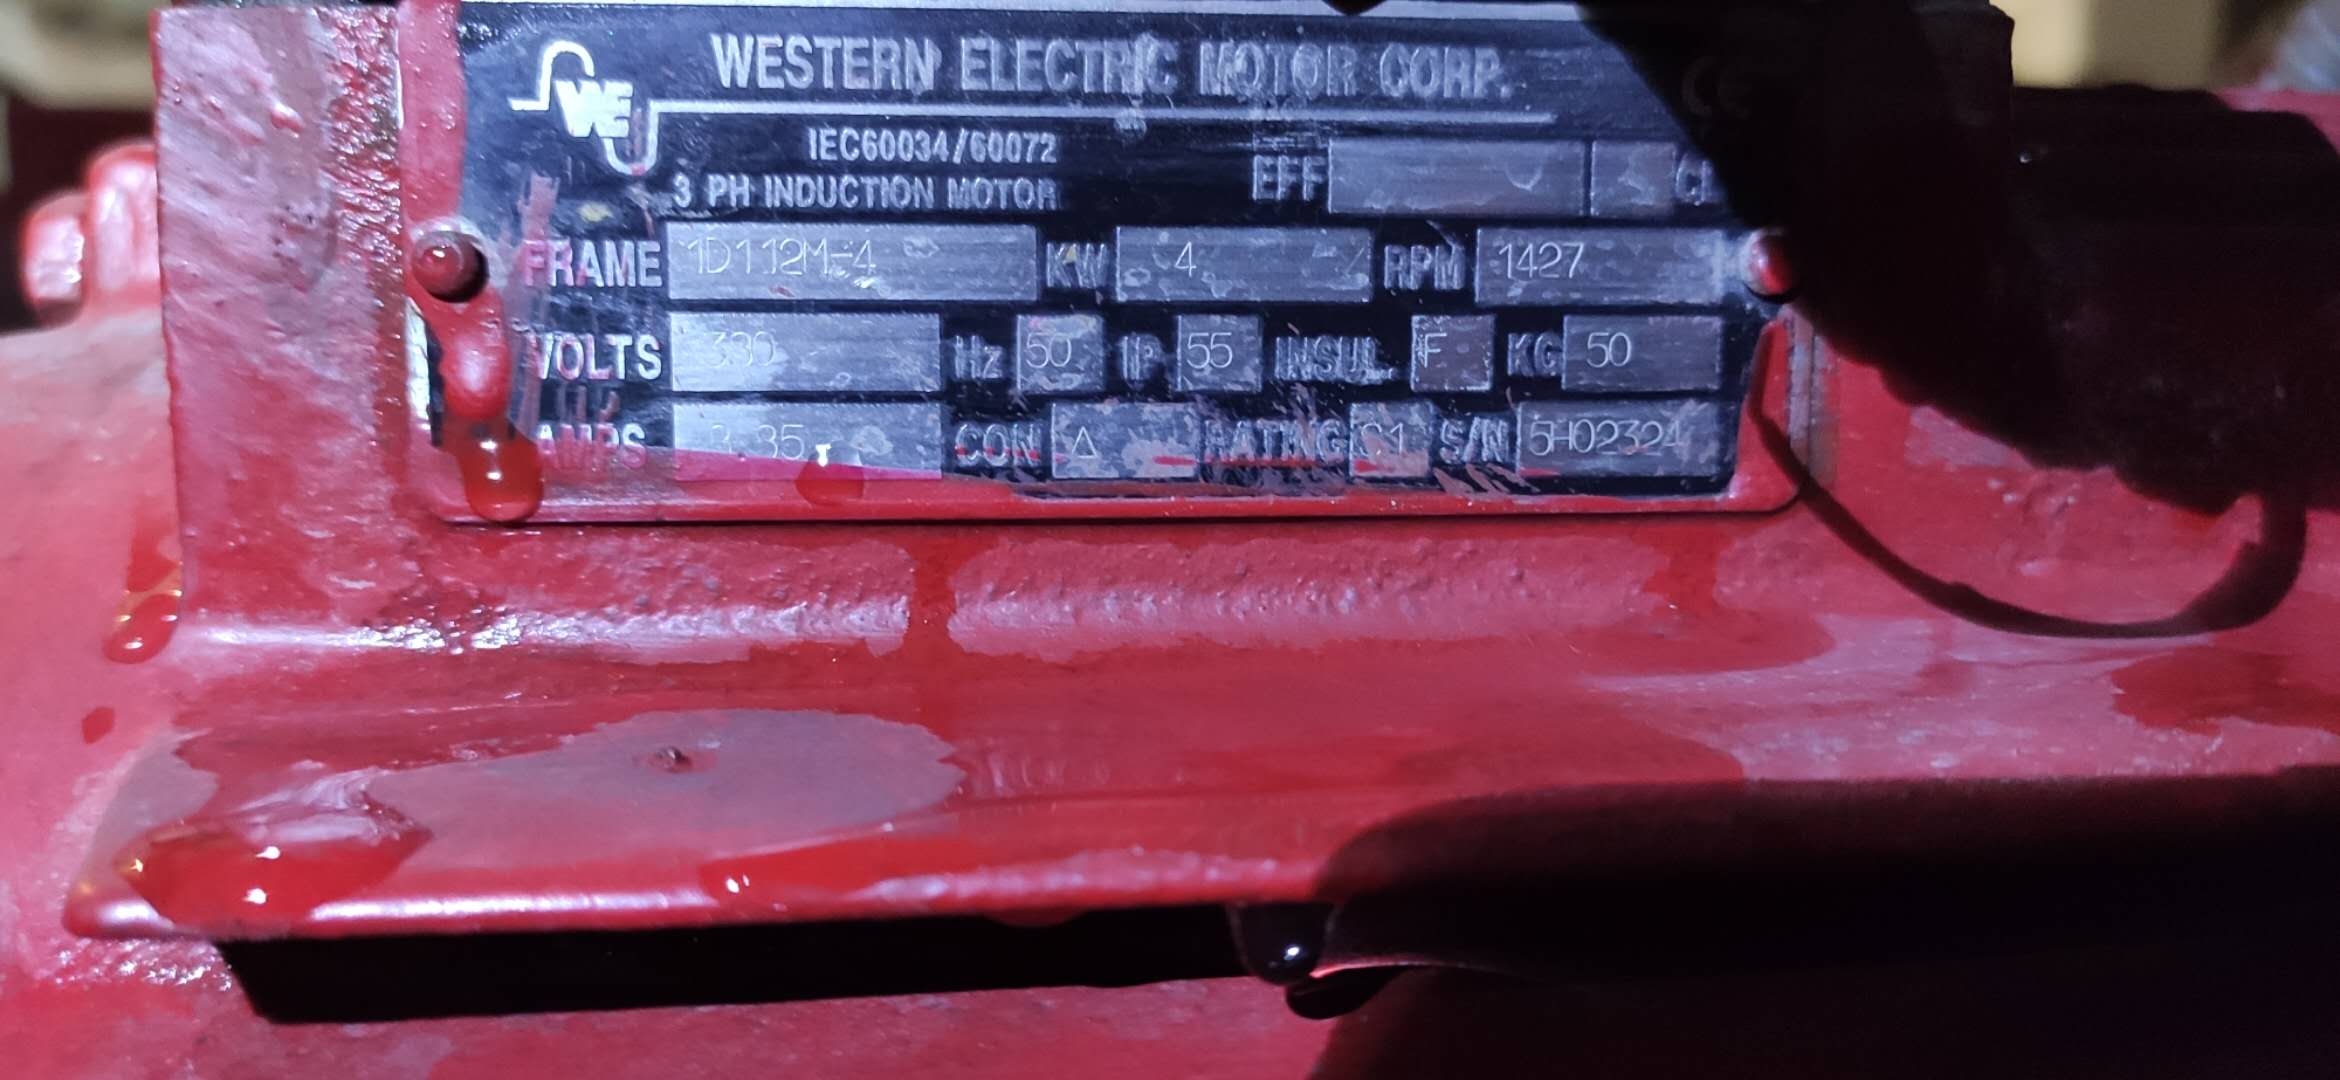 WE
WESTERN ELECTRIC MOTOR CORP.
IEC60034/60072
3 PH INDUCTION MOTOR EFF
FRAME 1D112M-4 KW 4 RPM 1427
VOLTS 380 Hz 50 IP 55 INSUL. F KG 50
AMPS CON Δ RATING S1 S/N 5H02324